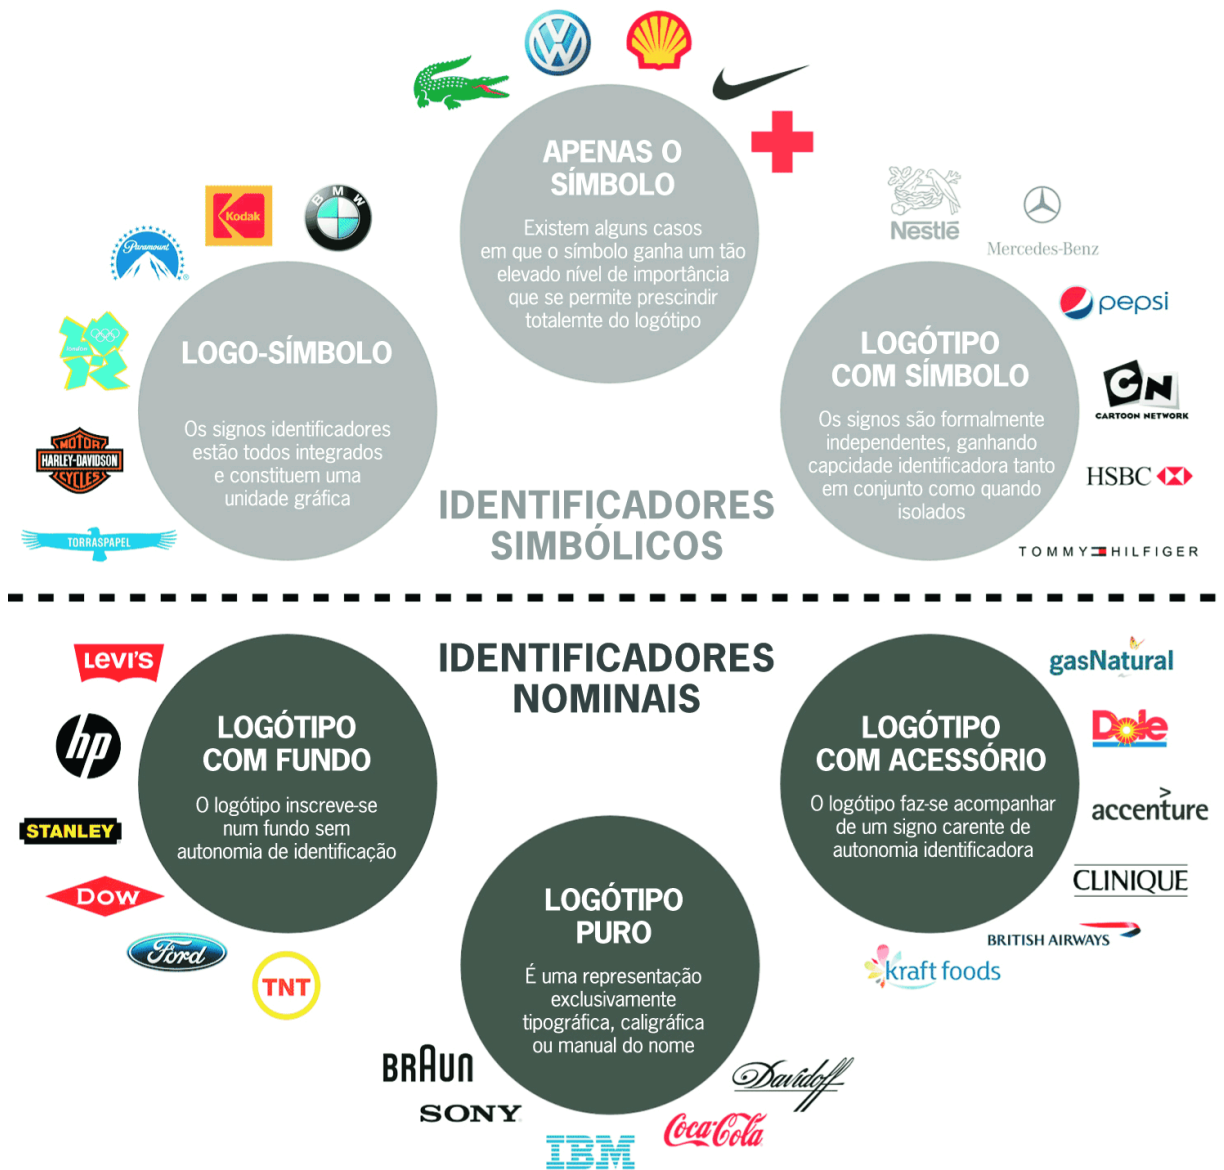 APENAS O
SÍMBOLO
Existem alguns casos
em que o símbolo ganha um tão
elevado nível de importância
que se permite prescindir
totalemte do logótipo
Kodak
BMW
Paramount
London
MOTOR
HARLEY-DAVIDSON
CYCLES
TORRASPAPEL
LOGO-SÍMBOLO
Os signos identificadores
estão todos integrados
e constituem uma
unidade gráfica
Nestlé
Mercedes-Benz
pepsi
CN
CARTOON NETWORK
HSBC
TOMMY HILFIGER
LOGÓTIPO
COM SÍMBOLO
Os signos são formalmente
independentes, ganhando
capcidade identificadora tanto
em conjunto como quando
isolados
IDENTIFICADORES
SIMBÓLICOS
IDENTIFICADORES
NOMINAIS
LEVI'S
hp
STANLEY
DOW
Ford
TNT
LOGÓTIPO
COM FUNDO
O logótipo inscreve-se
num fundo sem
autonomia de identificação
gasNatural
Dole
accenture
CLINIQUE
BRITISH AIRWAYS
kraft foods
LOGÓTIPO
COM ACESSÓRIO
O logótipo faz-se acompanhar
de um signo carente de
autonomia identificadora
LOGÓTIPO
PURO
É uma representação
exclusivamente
tipográfica, caligráfica
ou manual do nome
BRAUN
SONY
IBM
Coca-Cola
Davidoff